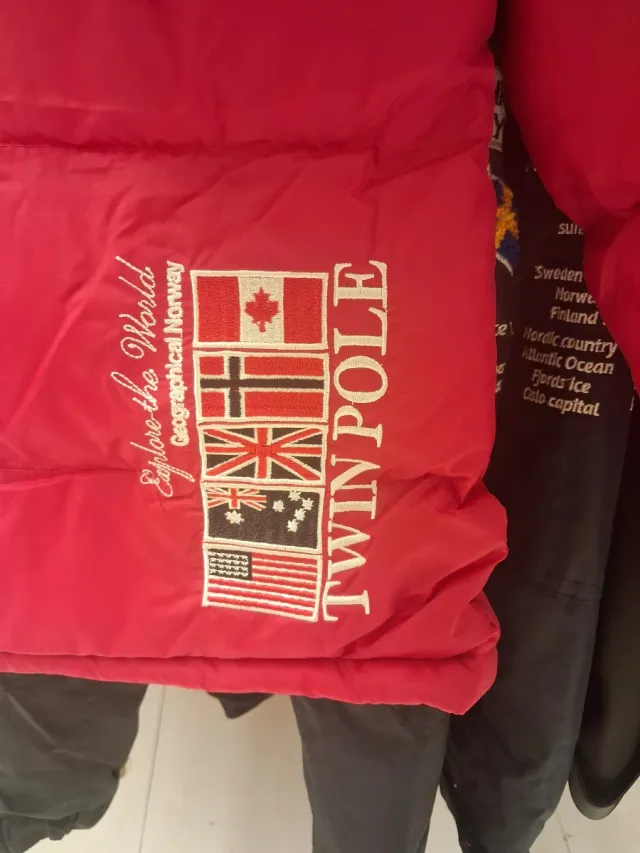 Explore the World
Geographical Norway
TWIN POLE
Sweden
Finland
Nordic country
Atlantic Ocean
Fjords Ice
Oslo capital